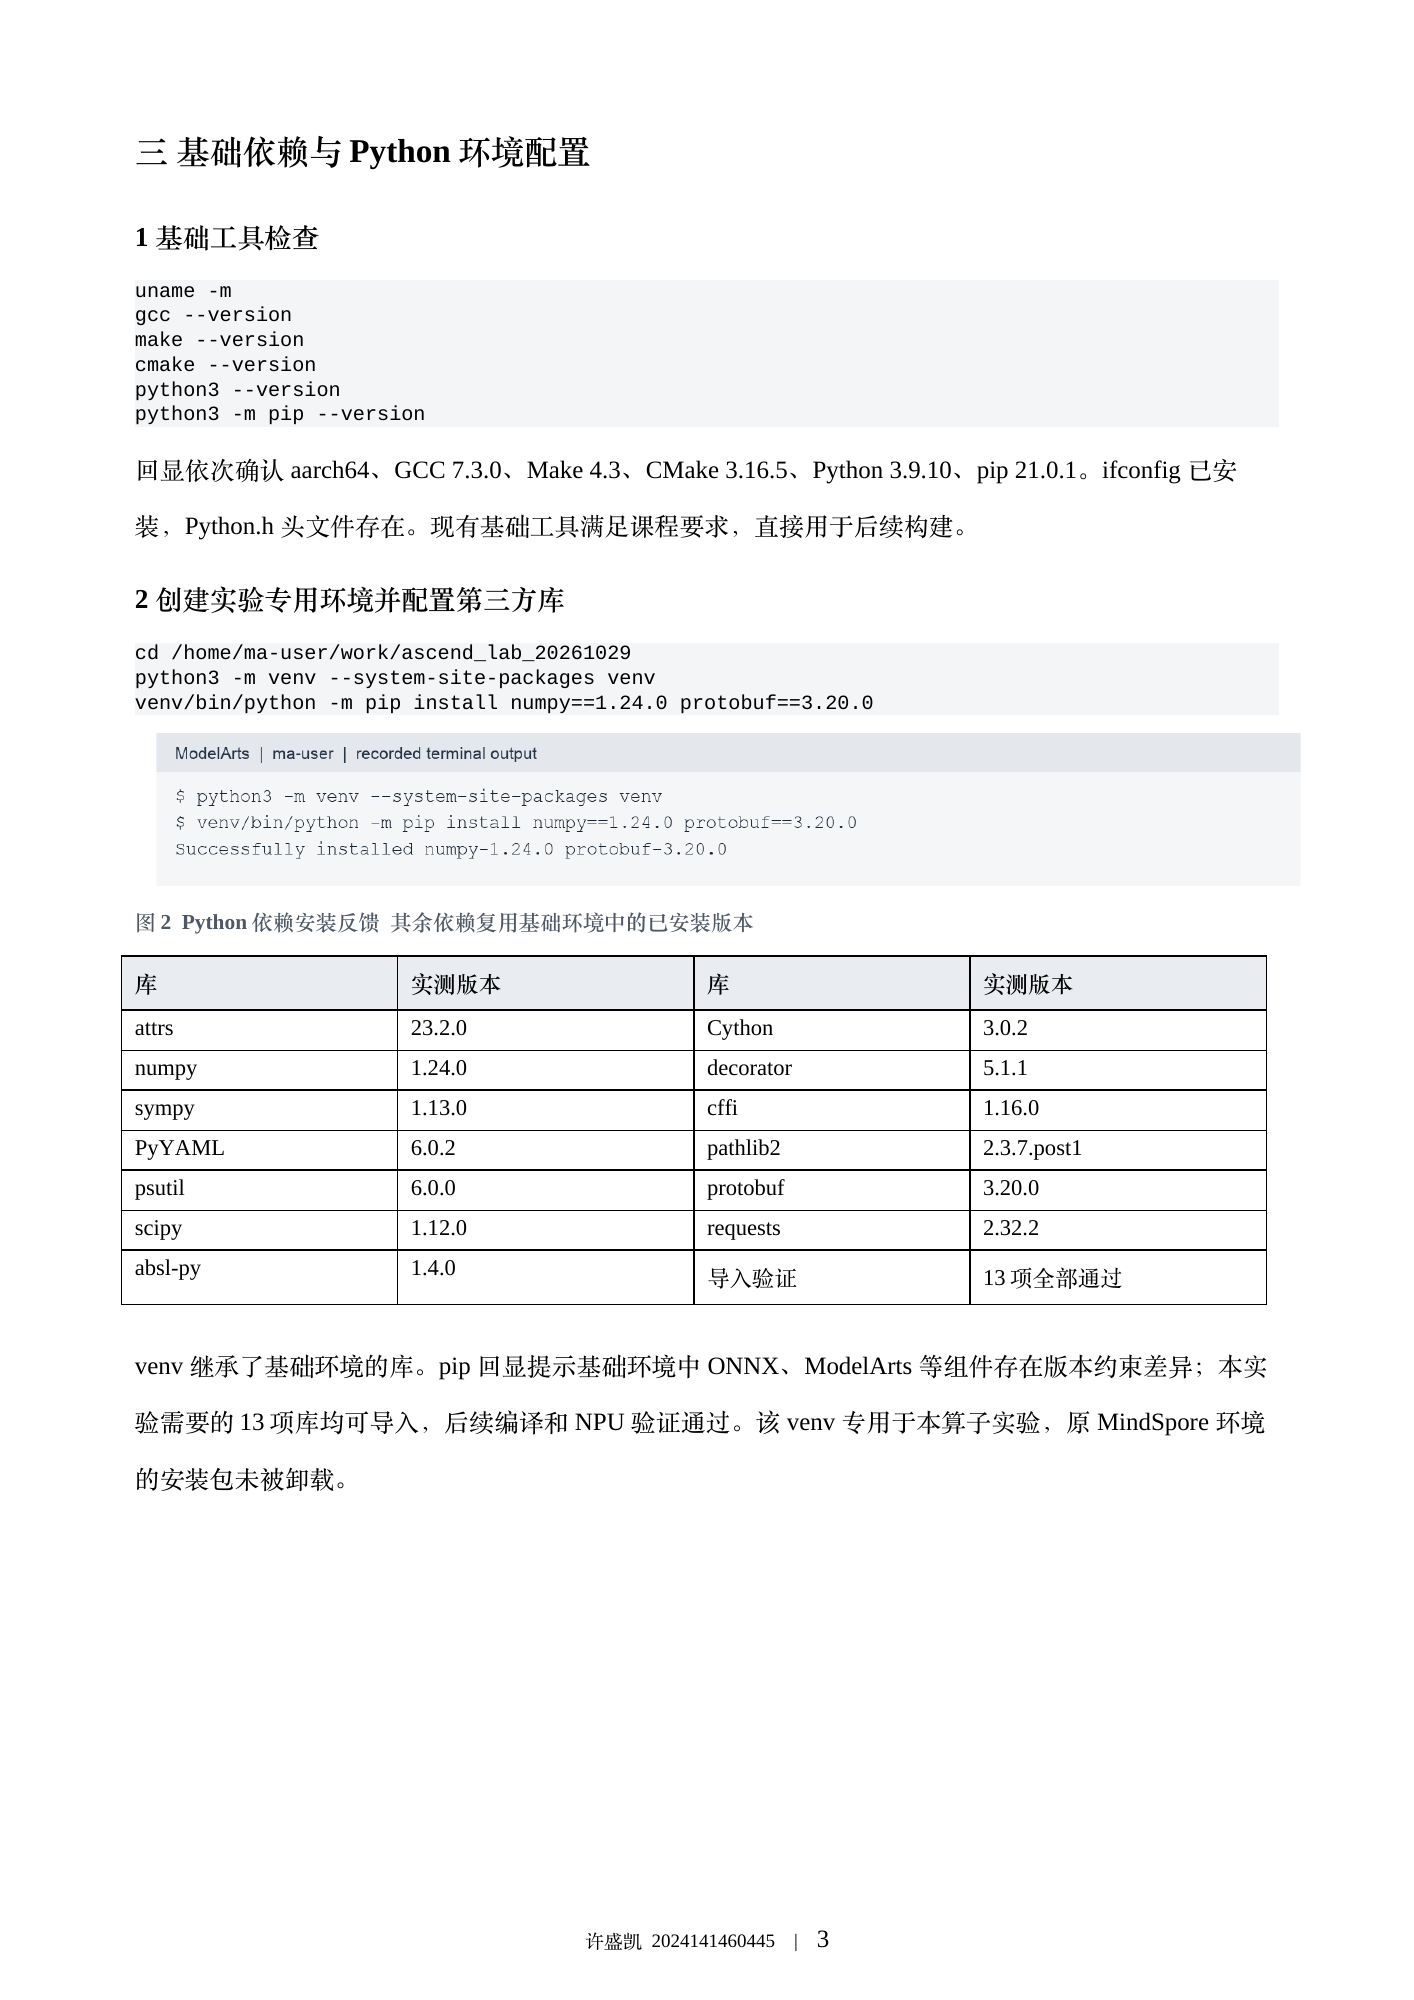 三 基础依赖与 Python 环境配置
1 基础工具检查
uname -m
gcc --version
make --version
cmake --version
python3 --version
python3 -m pip --version
回显依次确认 aarch64、GCC 7.3.0、Make 4.3、CMake 3.16.5、Python 3.9.10、pip 21.0.1。ifconfig 已安
装，Python.h 头文件存在。现有基础工具满足课程要求，直接用于后续构建。
2 创建实验专用环境并配置第三方库
cd /home/ma-user/work/ascend_lab_20261029
python3 -m venv --system-site-packages venv
venv/bin/python -m pip install numpy==1.24.0 protobuf==3.20.0
ModelArts | ma-user | recorded terminal output
$ python3 -m venv --system-site-packages venv
$ venv/bin/python -m pip install numpy==1.24.0 protobuf==3.20.0
Successfully installed numpy-1.24.0 protobuf-3.20.0
图 2 Python 依赖安装反馈 其余依赖复用基础环境中的已安装版本
库 实测版本 库 实测版本
attrs 23.2.0 Cython 3.0.2
numpy 1.24.0 decorator 5.1.1
sympy 1.13.0 cffi 1.16.0
PyYAML 6.0.2 pathlib2 2.3.7.post1
psutil 6.0.0 protobuf 3.20.0
scipy 1.12.0 requests 2.32.2
absl-py 1.4.0 导入验证 13 项全部通过
venv 继承了基础环境的库。pip 回显提示基础环境中 ONNX、ModelArts 等组件存在版本约束差异；本实
验需要的 13 项库均可导入，后续编译和 NPU 验证通过。该 venv 专用于本算子实验，原 MindSpore 环境
的安装包未被卸载。
许盛凯 2024141460445 | 3